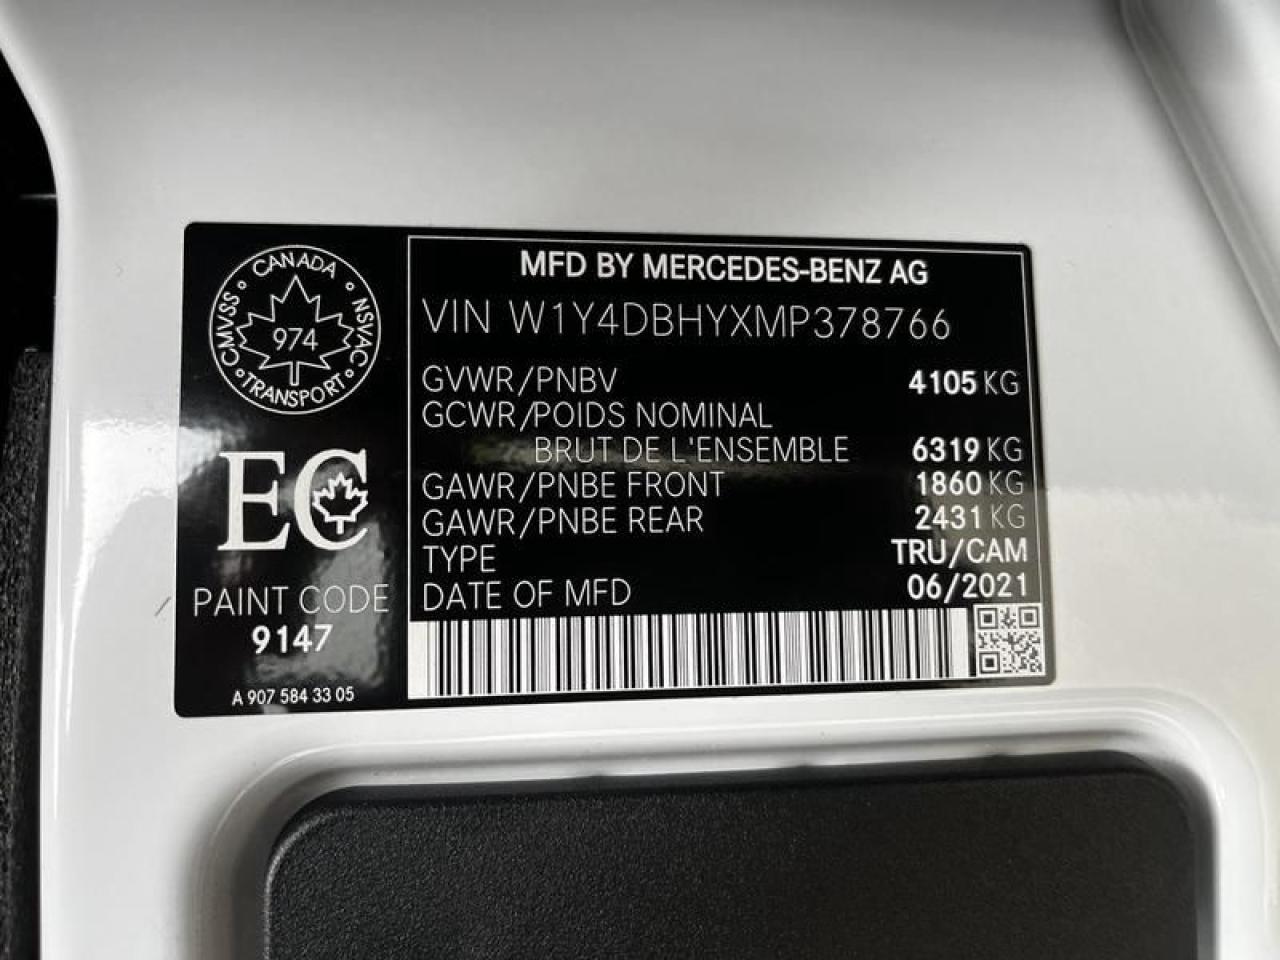 CANADA
CMVSS
NSVAC
974
TRANSPORT
EC
PAINT CODE
9147
A 907 584 33 05
MFD BY MERCEDES-BENZ AG
VIN W1Y4DBHYXMP378766
GVWR/PNBV 4105 KG
GCWR/POIDS NOMINAL
BRUT DE L'ENSEMBLE 6319 KG
GAWR/PNBE FRONT 1860 KG
GAWR/PNBE REAR 2431 KG
TYPE TRU/CAM
DATE OF MFD 06/2021